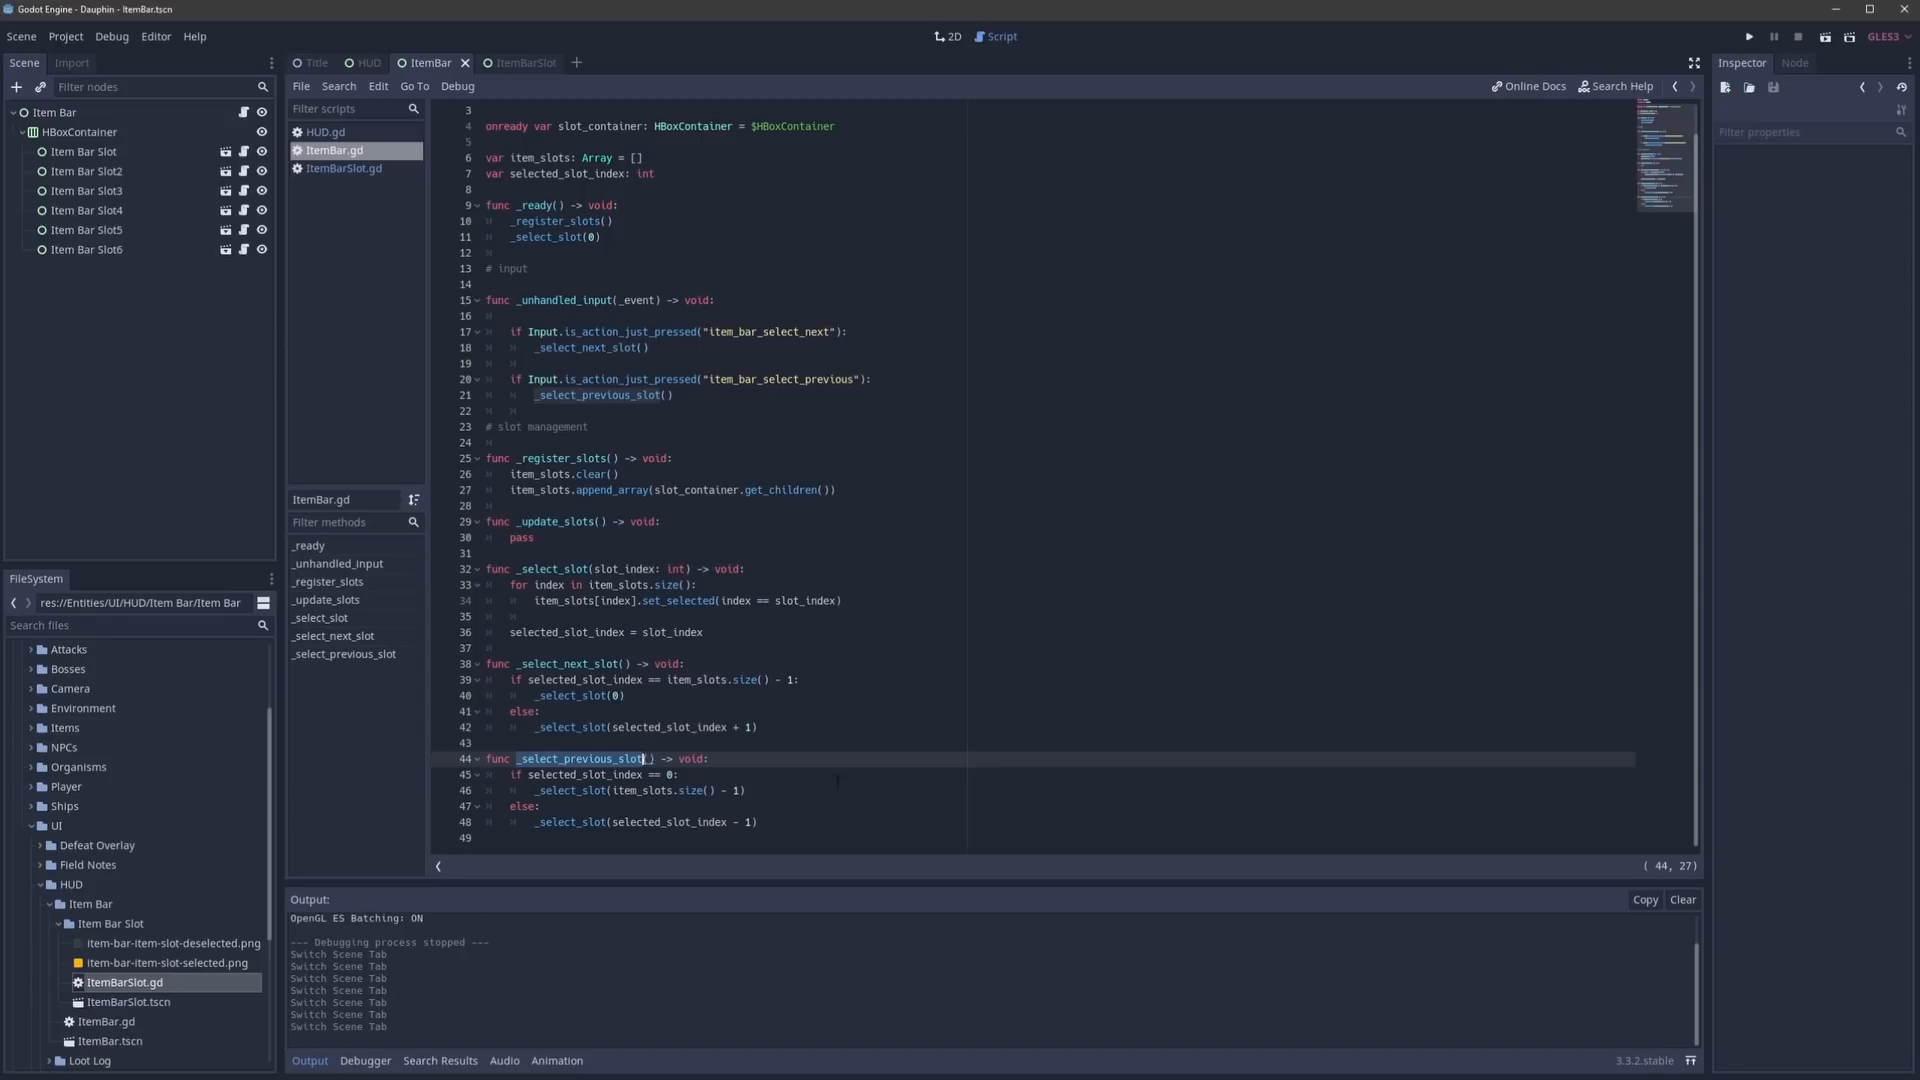 Godot Engine - Dauphin - ItemBar.tscn
Scene Project Debug Editor Help
2D Script
GLES3
Scene Import
Filter nodes
Item Bar
HBoxContainer
Item Bar Slot
Item Bar Slot2
Item Bar Slot3
Item Bar Slot4
Item Bar Slot5
Item Bar Slot6
FileSystem
res://Entities/UI/HUD/Item Bar/Item Bar
Search files
Attacks
Bosses
Camera
Environment
Items
NPCs
Organisms
Player
Ships
UI
Defeat Overlay
Field Notes
HUD
Item Bar
Item Bar Slot
item-bar-item-slot-deselected.png
item-bar-item-slot-selected.png
ItemBarSlot.gd
ItemBarSlot.tscn
ItemBar.gd
ItemBar.tscn
Loot Log
Title HUD ItemBar ItemBarSlot
File Search Edit Go To Debug
Online Docs Search Help
Filter scripts
HUD.gd
ItemBar.gd
ItemBarSlot.gd
ItemBar.gd
Filter methods
_ready
_unhandled_input
_register_slots
_update_slots
_select_slot
_select_next_slot
_select_previous_slot
3
4 onready var slot_container: HBoxContainer = $HBoxContainer
5
6 var item_slots: Array = []
7 var selected_slot_index: int
8
9 func _ready() -> void:
10 _register_slots()
11 _select_slot(0)
12
13 # input
14
15 func _unhandled_input(_event) -> void:
16
17 if Input.is_action_just_pressed("item_bar_select_next"):
18 _select_next_slot()
19
20 if Input.is_action_just_pressed("item_bar_select_previous"):
21 _select_previous_slot()
22
23 # slot management
24
25 func _register_slots() -> void:
26 item_slots.clear()
27 item_slots.append_array(slot_container.get_children())
28
29 func _update_slots() -> void:
30 pass
31
32 func _select_slot(slot_index: int) -> void:
33 for index in item_slots.size():
34 item_slots[index].set_selected(index == slot_index)
35
36 selected_slot_index = slot_index
37
38 func _select_next_slot() -> void:
39 if selected_slot_index == item_slots.size() - 1:
40 _select_slot(0)
41 else:
42 _select_slot(selected_slot_index + 1)
43
44 func _select_previous_slot() -> void:
45 if selected_slot_index == 0:
46 _select_slot(item_slots.size() - 1)
47 else:
48 _select_slot(selected_slot_index - 1)
49
( 44, 27)
Output:
Copy Clear
OpenGL ES Batching: ON
--- Debugging process stopped ---
Switch Scene Tab
Switch Scene Tab
Switch Scene Tab
Switch Scene Tab
Switch Scene Tab
Switch Scene Tab
Switch Scene Tab
Output Debugger Search Results Audio Animation
3.3.2.stable
Inspector Node
Filter properties